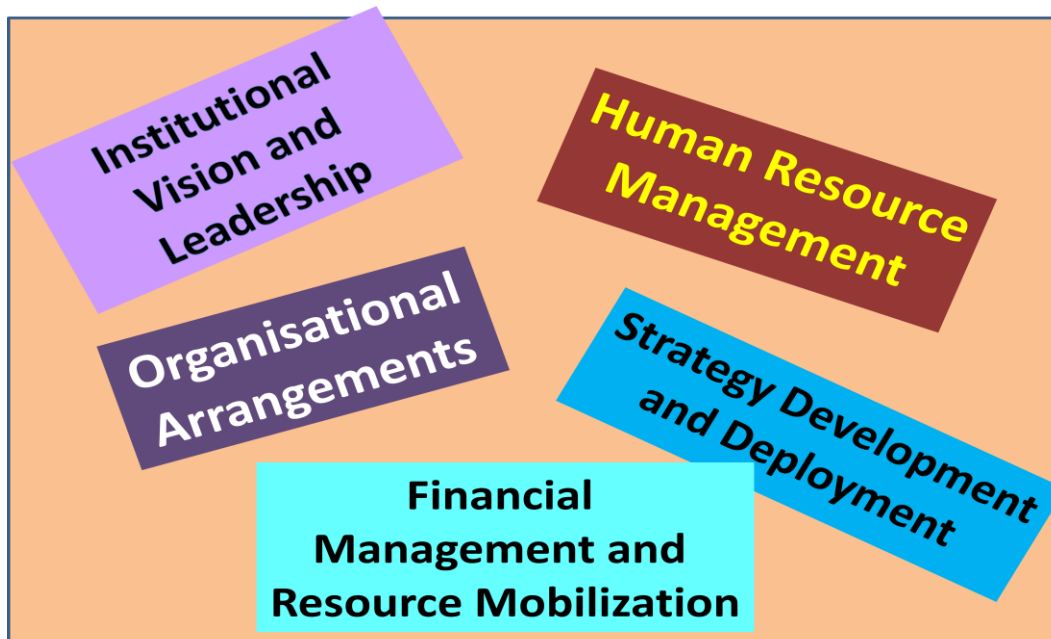 Institutional
Vision and
Leadership
Human Resource
Management
Organisational
Arrangements
Strategy Development
and Deployment
Financial
Management and
Resource Mobilization